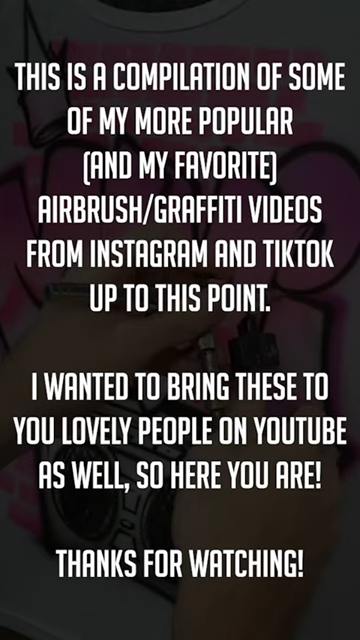 THIS IS A COMPILATION OF SOME
OF MY MORE POPULAR
(AND MY FAVORITE)
AIRBRUSH/GRAFFITI VIDEOS
FROM INSTAGRAM AND TIKTOK
UP TO THIS POINT.
I WANTED TO BRING THESE TO
YOU LOVELY PEOPLE ON YOUTUBE
AS WELL, SO HERE YOU ARE!
THANKS FOR WATCHING!